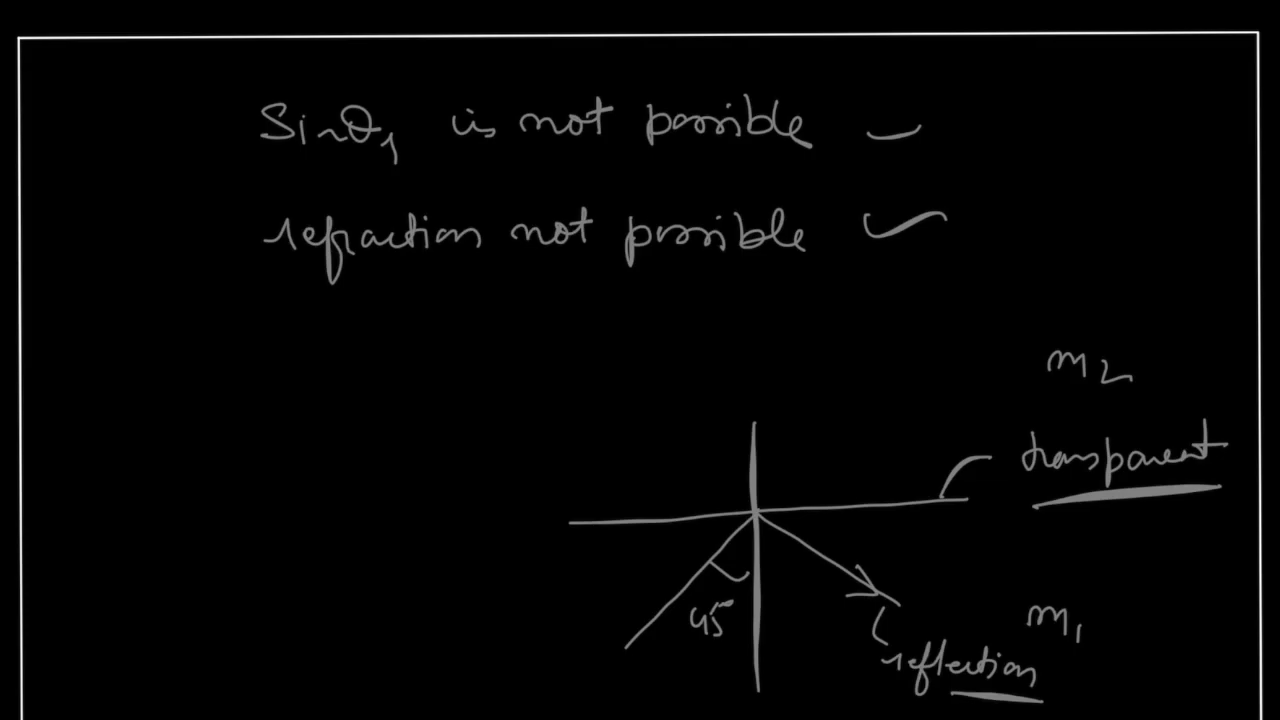 Sinθ₁ is not possible
refraction not possible
m₂
transparent
45°
m₁
reflection